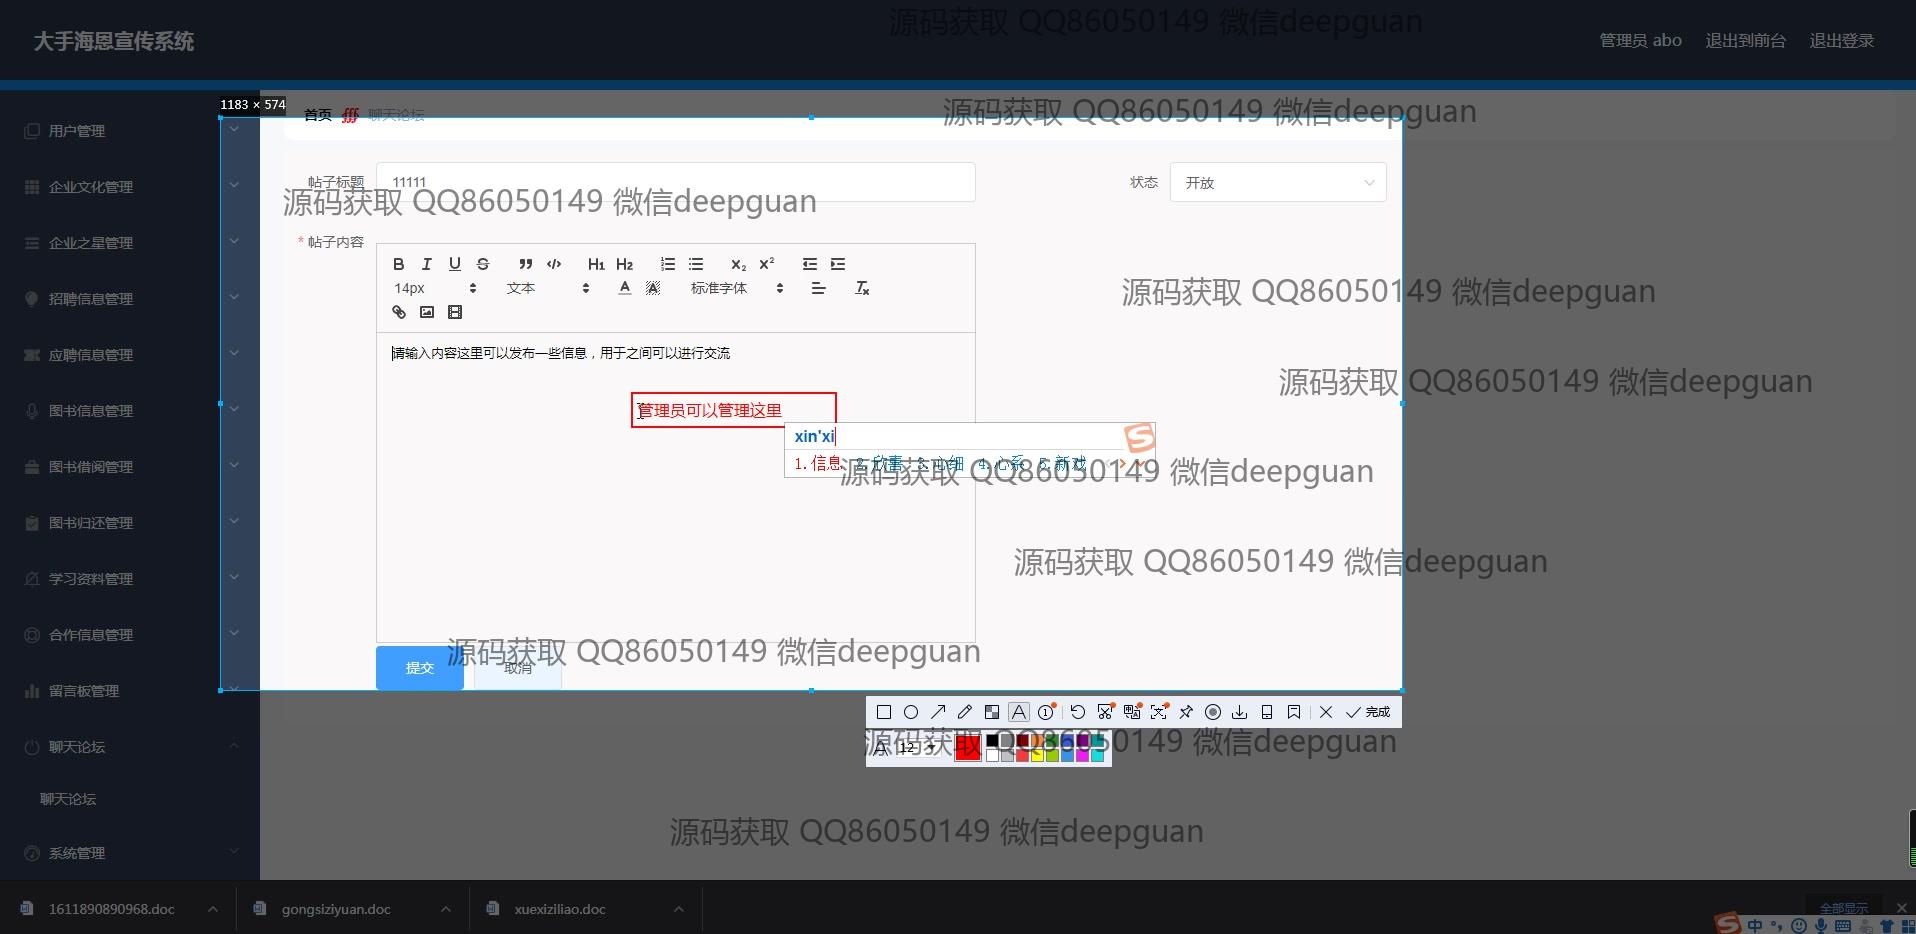 源码获取 QQ86050149 微信deepguan
大手海恩宣传系统
管理员 abo 退出到前台 退出登录
1183 × 574
首页 聊天论坛
源码获取 QQ86050149 微信deepguan
用户管理
帖子标题 11111
状态 开放
企业文化管理
源码获取 QQ86050149 微信deepguan
企业之星管理
* 帖子内容
B I U S H1 H2 X2 X2
14px 文本 A A 标准字体 Tx
源码获取 QQ86050149 微信deepguan
招聘信息管理
请输入内容这里可以发布一些信息，用于之间可以进行交流
应聘信息管理
源码获取 QQ86050149 微信deepguan
图书信息管理
管理员可以管理这里
xin'xi
1.信息 2.欣喜 3.心细 4.心系 5.新戏
源码获取 QQ86050149 微信deepguan
图书借阅管理
图书归还管理
源码获取 QQ86050149 微信deepguan
学习资料管理
合作信息管理
源码获取 QQ86050149 微信deepguan
提交 取消
留言板管理
A 1 完成
源码获取 QQ86050149 微信deepguan
A 12
聊天论坛
聊天论坛
源码获取 QQ86050149 微信deepguan
系统管理
1611890890968.doc gongsiziyuan.doc xuexiziliao.doc 全部显示
S 中